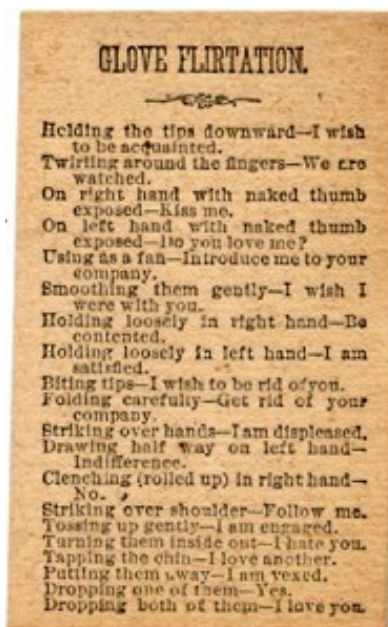 GLOVE FLIRTATION.
Holding the tips downward—I wish
to be acquainted.
Twirling around the fingers—We are
watched.
On right hand with naked thumb
exposed—Kiss me.
On left hand with naked thumb
exposed—Do you love me?
Using as a fan—Introduce me to your
company.
Smoothing them gently—I wish I
were with you.
Holding loosely in right hand—Be
contented.
Holding loosely in left hand—I am
satisfied.
Biting tips—I wish to be rid of you.
Folding carefully—Get rid of your
company.
Striking over hands—I am displeased.
Drawing half way on left hand—
Indifference.
Clenching (rolled up) in right hand—
No.
Striking over shoulder—Follow me.
Tossing up gently—I am engaged.
Turning them inside out—I hate you.
Tapping the chin—I love another.
Putting them away—I am vexed.
Dropping one of them—Yes.
Dropping both of them—I love you.